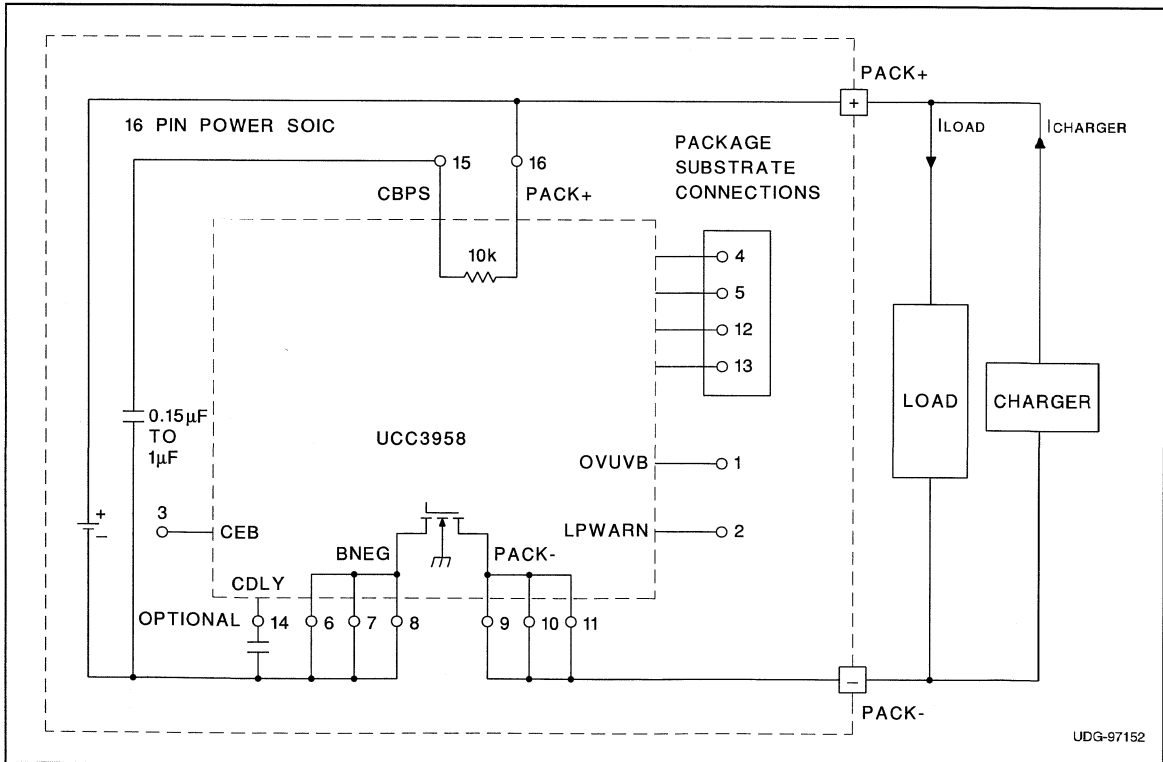 PACK+
+
16 PIN POWER SOIC
ILOAD
ICHARGER
PACKAGE
SUBSTRATE
CONNECTIONS
15
16
CBPS
PACK+
10k
4
5
12
13
0.15µF
TO
1µF
UCC3958
LOAD
CHARGER
OVUVB
1
+
–
3
CEB
LPWARN
2
BNEG
PACK-
CDLY
OPTIONAL
14
6
7
8
9
10
11
–
PACK-
UDG-97152